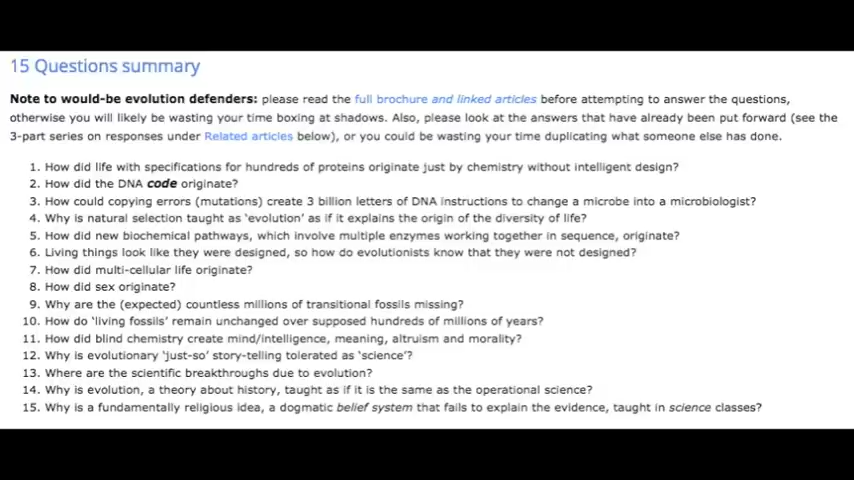 15 Questions summary
Note to would-be evolution defenders: please read the full brochure and linked articles before attempting to answer the questions,
otherwise you will likely be wasting your time boxing at shadows. Also, please look at the answers that have already been put forward (see the
3-part series on responses under Related articles below), or you could be wasting your time duplicating what someone else has done.
1. How did life with specifications for hundreds of proteins originate just by chemistry without intelligent design?
2. How did the DNA code originate?
3. How could copying errors (mutations) create 3 billion letters of DNA instructions to change a microbe into a microbiologist?
4. Why is natural selection taught as ‘evolution’ as if it explains the origin of the diversity of life?
5. How did new biochemical pathways, which involve multiple enzymes working together in sequence, originate?
6. Living things look like they were designed, so how do evolutionists know that they were not designed?
7. How did multi-cellular life originate?
8. How did sex originate?
9. Why are the (expected) countless millions of transitional fossils missing?
10. How do ‘living fossils’ remain unchanged over supposed hundreds of millions of years?
11. How did blind chemistry create mind/intelligence, meaning, altruism and morality?
12. Why is evolutionary ‘just-so’ story-telling tolerated as ‘science’?
13. Where are the scientific breakthroughs due to evolution?
14. Why is evolution, a theory about history, taught as if it is the same as the operational science?
15. Why is a fundamentally religious idea, a dogmatic belief system that fails to explain the evidence, taught in science classes?